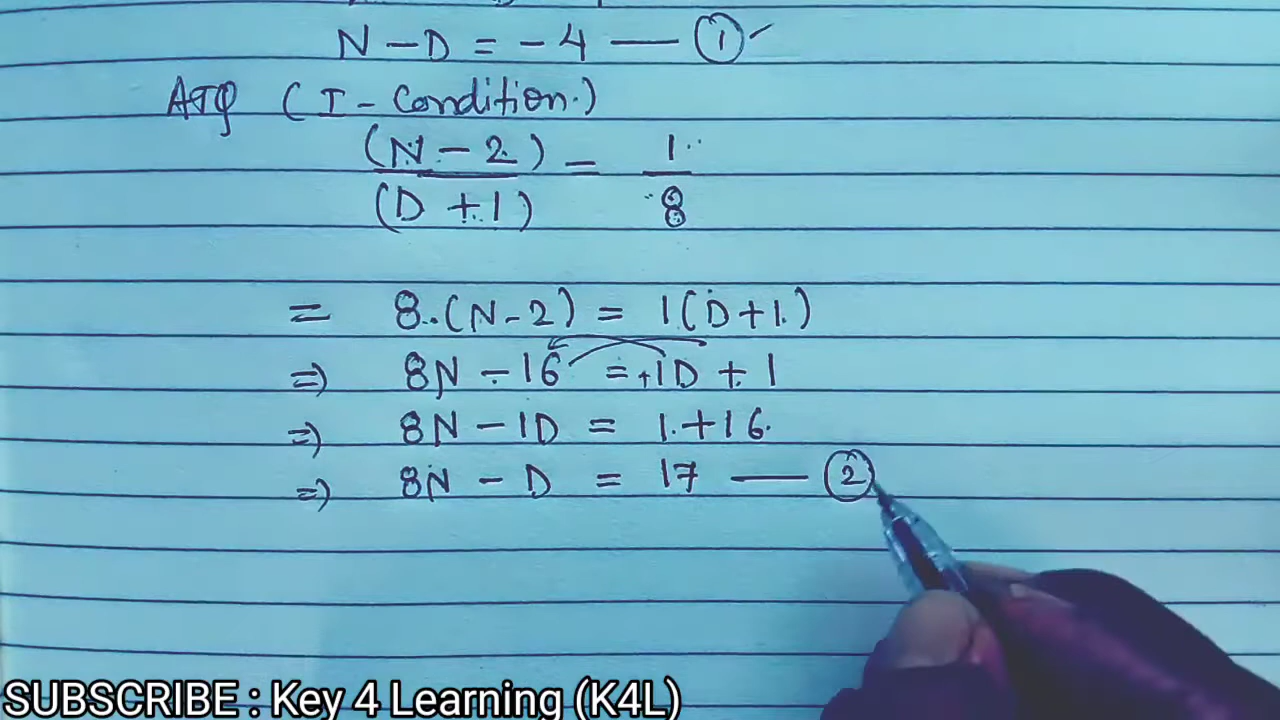 N - D = - 4 — ①
ATQ (I - Condition.)
(N - 2) / (D + 1) = 1 / 8
= 8.(N - 2) = 1(D + 1)
⇒ 8N - 16 = +1D + 1
⇒ 8N - 1D = 1 + 16
⇒ 8N - D = 17 — ②
SUBSCRIBE : Key 4 Learning (K4L)